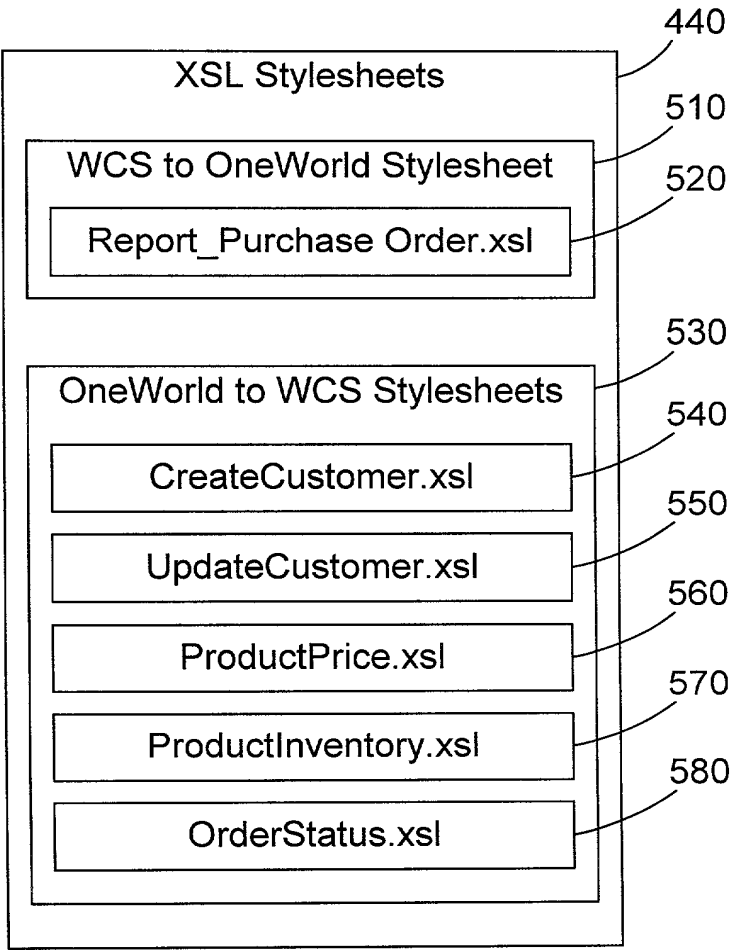 440
XSL Stylesheets
510
WCS to OneWorld Stylesheet
520
Report_Purchase Order.xsl
530
OneWorld to WCS Stylesheets
540
CreateCustomer.xsl
550
UpdateCustomer.xsl
560
ProductPrice.xsl
570
ProductInventory.xsl
580
OrderStatus.xsl